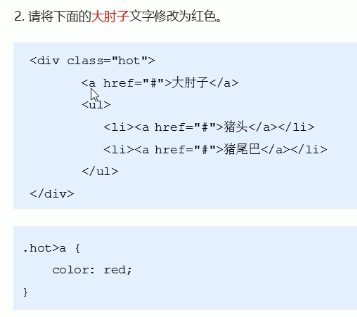 2. 请将下面的大肘子文字修改为红色。
<div class="hot">
<a href="#">大肘子</a>
<ul>
<li><a href="#">猪头</a></li>
<li><a href="#">猪尾巴</a></li>
</ul>
</div>
.hot>a {
color: red;
}